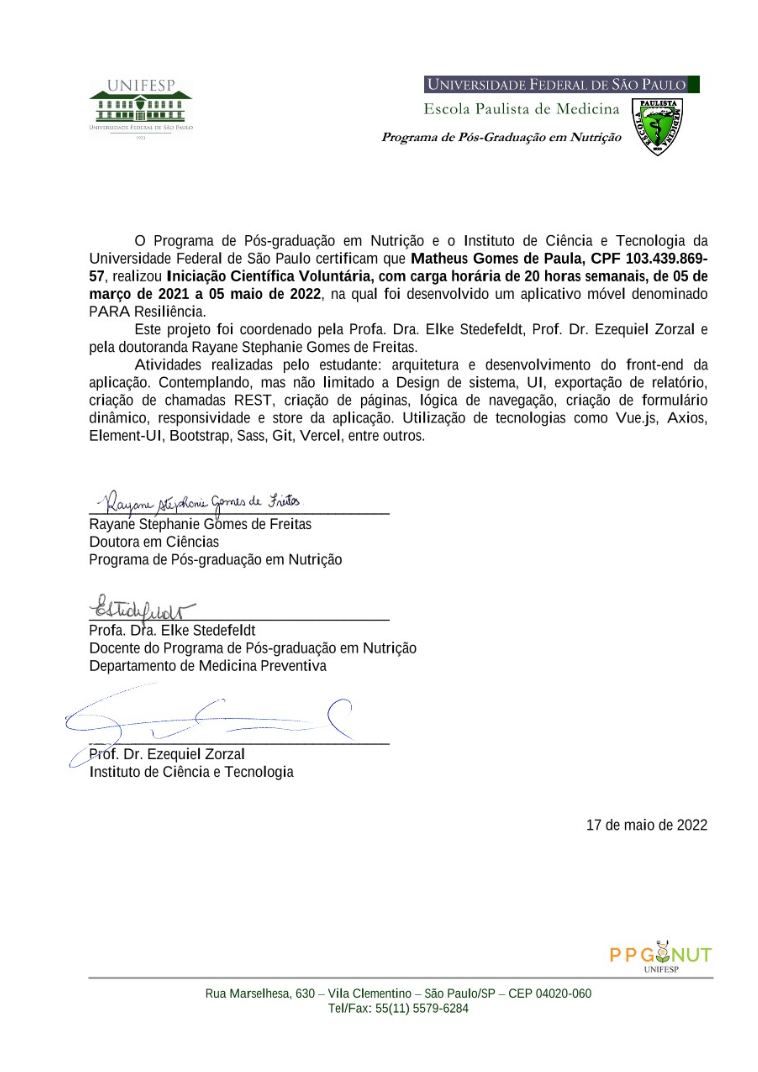 UNIFESP
UNIVERSIDADE FEDERAL DE SÃO PAULO
1933
UNIVERSIDADE FEDERAL DE SÃO PAULO
Escola Paulista de Medicina
Programa de Pós-Graduação em Nutrição
ESCOLA PAULISTA MEDICINA
O Programa de Pós-graduação em Nutrição e o Instituto de Ciência e Tecnologia da
Universidade Federal de São Paulo certificam que Matheus Gomes de Paula, CPF 103.439.869-
57, realizou Iniciação Científica Voluntária, com carga horária de 20 horas semanais, de 05 de
março de 2021 a 05 maio de 2022, na qual foi desenvolvido um aplicativo móvel denominado
PARA Resiliência.
Este projeto foi coordenado pela Profa. Dra. Elke Stedefeldt, Prof. Dr. Ezequiel Zorzal e
pela doutoranda Rayane Stephanie Gomes de Freitas.
Atividades realizadas pelo estudante: arquitetura e desenvolvimento do front-end da
aplicação. Contemplando, mas não limitado a Design de sistema, UI, exportação de relatório,
criação de chamadas REST, criação de páginas, lógica de navegação, criação de formulário
dinâmico, responsividade e store da aplicação. Utilização de tecnologias como Vue.js, Axios,
Element-UI, Bootstrap, Sass, Git, Vercel, entre outros.
Rayane Stephanie Gomes de Freitas
Rayane Stephanie Gomes de Freitas
Doutora em Ciências
Programa de Pós-graduação em Nutrição
EStedefeldt
Profa. Dra. Elke Stedefeldt
Docente do Programa de Pós-graduação em Nutrição
Departamento de Medicina Preventiva
Prof. Dr. Ezequiel Zorzal
Instituto de Ciência e Tecnologia
17 de maio de 2022
PPGNUT
UNIFESP
Rua Marselhesa, 630 – Vila Clementino – São Paulo/SP – CEP 04020-060
Tel/Fax: 55(11) 5579-6284